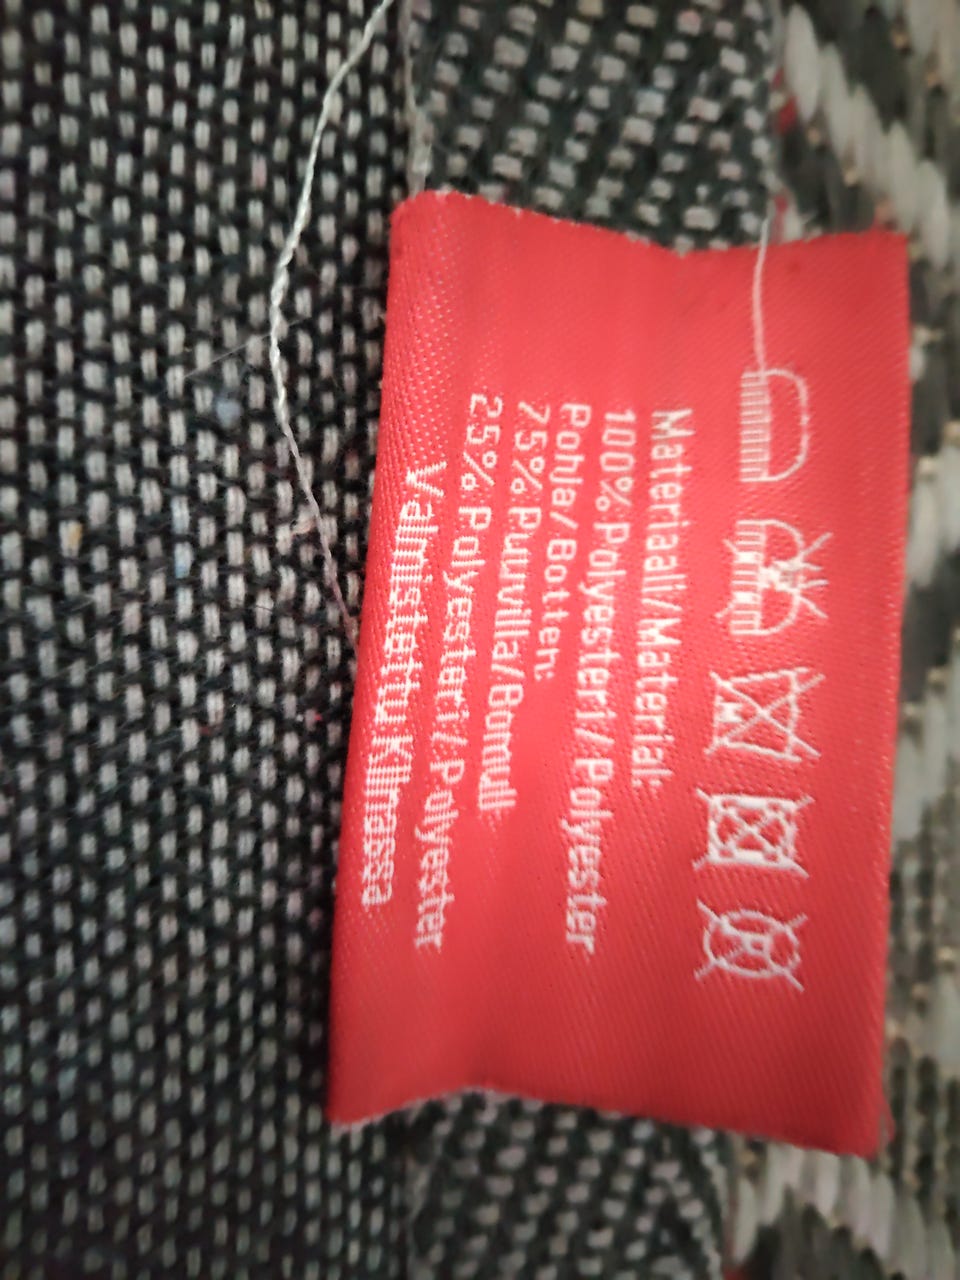 Materiaali/Material:
100% Polyesteri/Polyester
Pohja/Botten:
75% Puuvilla/Bomull
25% Polyesteri/Polyester
Valmistettu Kiinassa